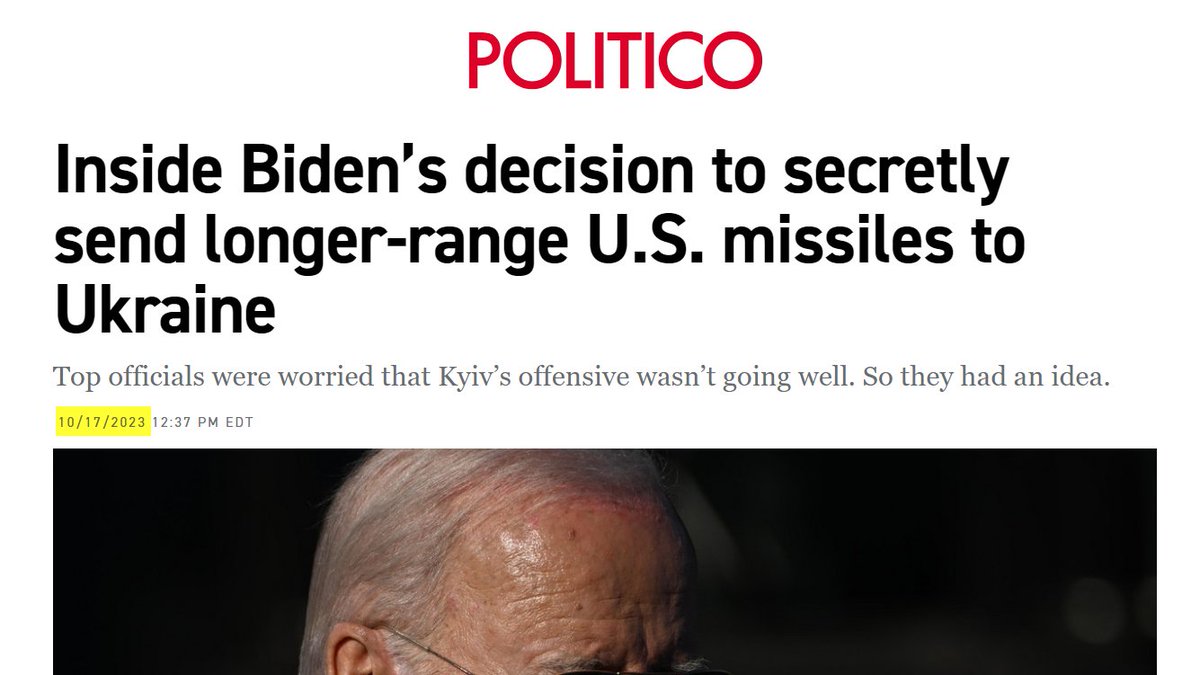 POLITICO
Inside Biden’s decision to secretly
send longer-range U.S. missiles to
Ukraine
Top officials were worried that Kyiv’s offensive wasn’t going well. So they had an idea.
10/17/2023 12:37 PM EDT